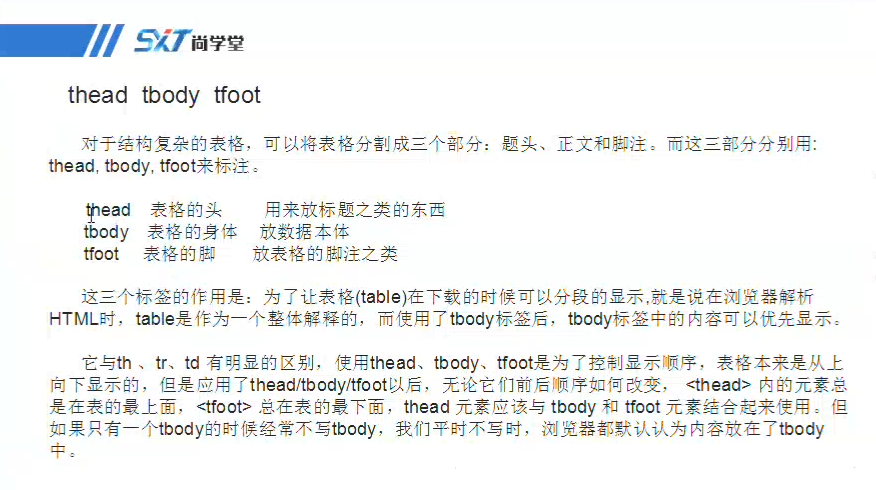 SXT尚学堂
thead tbody tfoot
对于结构复杂的表格，可以将表格分割成三个部分：题头、正文和脚注。而这三部分分别用:
thead, tbody, tfoot来标注。
thead 表格的头 用来放标题之类的东西
tbody 表格的身体 放数据本体
tfoot 表格的脚 放表格的脚注之类
这三个标签的作用是：为了让表格(table)在下载的时候可以分段的显示,就是说在浏览器解析
HTML时，table是作为一个整体解释的，而使用了tbody标签后，tbody标签中的内容可以优先显示。
它与th 、tr、td 有明显的区别，使用thead、tbody、tfoot是为了控制显示顺序，表格本来是从上
向下显示的，但是应用了thead/tbody/tfoot以后，无论它们前后顺序如何改变， <thead> 内的元素总
是在表的最上面，<tfoot> 总在表的最下面，thead 元素应该与 tbody 和 tfoot 元素结合起来使用。但
如果只有一个tbody的时候经常不写tbody，我们平时不写时，浏览器都默认认为内容放在了tbody
中。